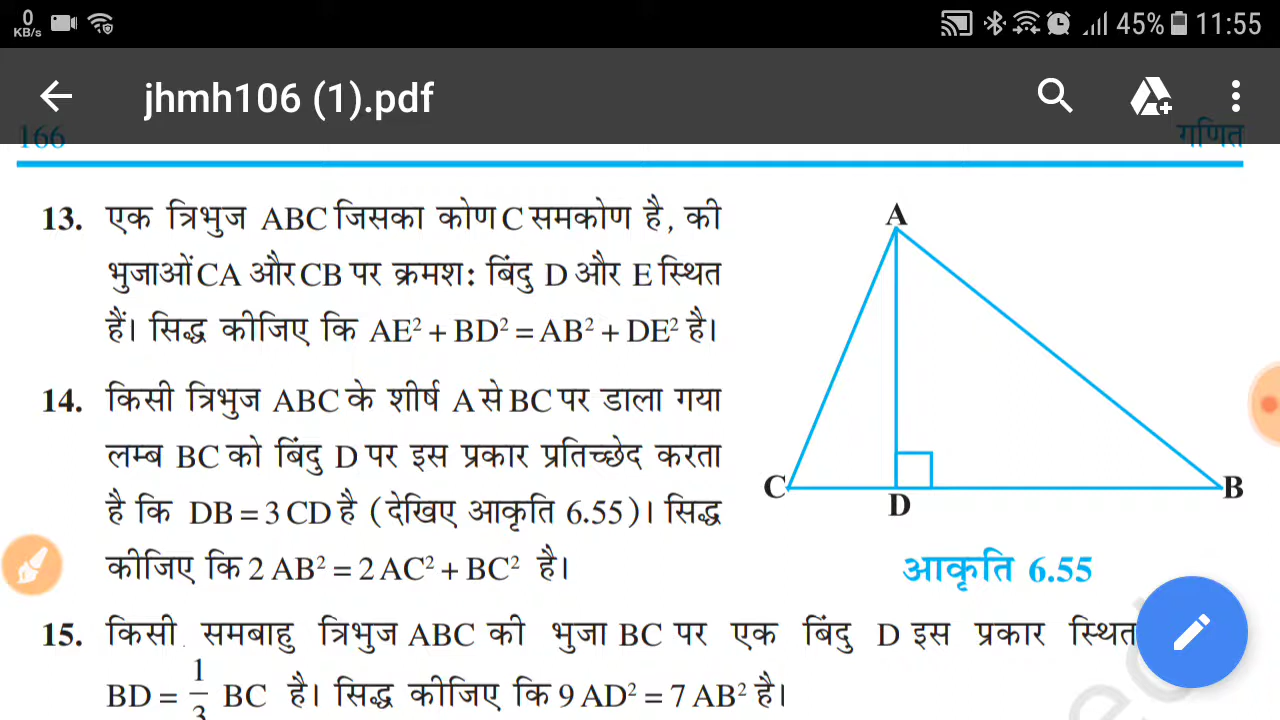 0
KB/s
45% 11:55
jhmh106 (1).pdf
166 गणित
13. एक त्रिभुज ABC जिसका कोण C समकोण है, की
भुजाओं CA और CB पर क्रमश: बिंदु D और E स्थित
हैं। सिद्ध कीजिए कि AE² + BD² = AB² + DE² है।
14. किसी त्रिभुज ABC के शीर्ष A से BC पर डाला गया
लम्ब BC को बिंदु D पर इस प्रकार प्रतिच्छेद करता
है कि DB = 3 CD है (देखिए आकृति 6.55)। सिद्ध
कीजिए कि 2 AB² = 2 AC² + BC² है।
A
C
D
B
आकृति 6.55
15. किसी समबाहु त्रिभुज ABC की भुजा BC पर एक बिंदु D इस प्रकार स्थित
BD = 1/3 BC है। सिद्ध कीजिए कि 9 AD² = 7 AB² है।